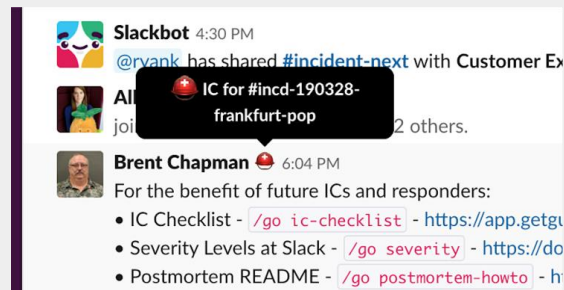 Slackbot 4:30 PM
@ryank has shared #incident-next with Customer Ex
IC for #incd-190328-
frankfurt-pop
All
joi 2 others.
Brent Chapman 6:04 PM
For the benefit of future ICs and responders:
• IC Checklist - /go ic-checklist - https://app.getgu
• Severity Levels at Slack - /go severity - https://do
• Postmortem README - /go postmortem-howto - h